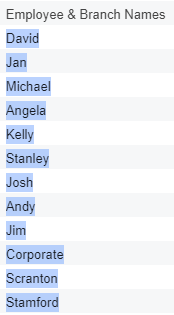 Employee & Branch Names
David
Jan
Michael
Angela
Kelly
Stanley
Josh
Andy
Jim
Corporate
Scranton
Stamford